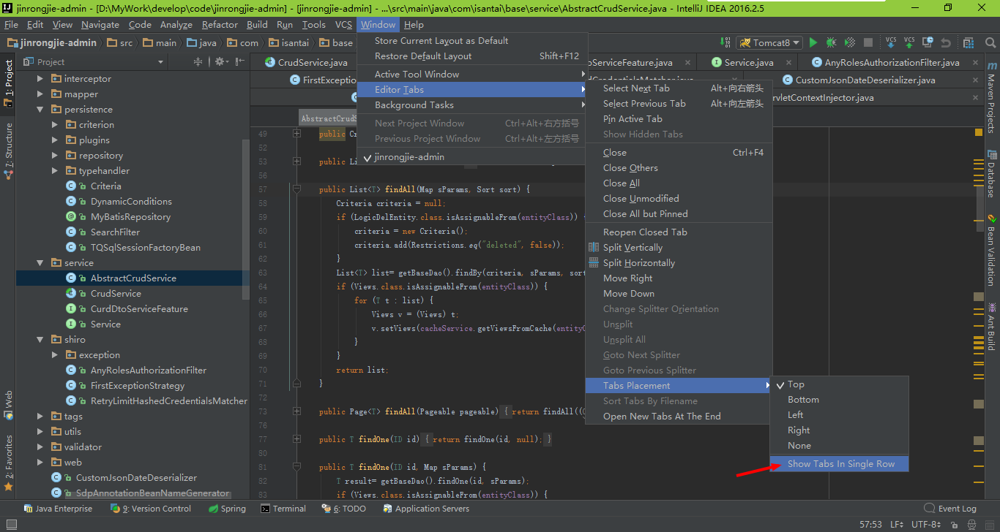 jinrongjie-admin - [D:\MyWork\develop\code\jinrongjie-admin] - [jinrongjie-admin] - ...\src\main\java\com\isantai\base\service\AbstractCrudService.java - IntelliJ IDEA 2016.2.5
File Edit View Navigate Code Analyze Refactor Build Run Tools VCS Window Help
jinrongjie-admin src main java com isantai base
Tomcat8
VCS VCS
Project
CrudService.java
oServiceFeature.java
Service.java
AnyRolesAuthorizationFilter.java
FirstExceptio
dCredentialsMatcher.java
CustomJsonDateDeserializer.java
rvletContextInjector.java
AbstractCrudS
1: Project
7: Structure
Web
2: Favorites
interceptor
mapper
persistence
criterion
plugins
repository
typehandler
Criteria
DynamicConditions
MyBatisRepository
SearchFilter
TQSqlSessionFactoryBean
service
AbstractCrudService
CrudService
CurdDtoServiceFeature
Service
shiro
exception
AnyRolesAuthorizationFilter
FirstExceptionStrategy
RetryLimitHashedCredentialsMatcher
tags
utils
validator
web
CustomJsonDateDeserializer
SdpAnnotationBeanNameGenerator
Store Current Layout as Default
Restore Default Layout Shift+F12
Active Tool Window
Editor Tabs
Background Tasks
Next Project Window Ctrl+Alt+右方括号
Previous Project Window Ctrl+Alt+左方括号
jinrongjie-admin
Select Next Tab Alt+向右箭头
Select Previous Tab Alt+向左箭头
Pin Active Tab
Show Hidden Tabs
Close Ctrl+F4
Close Others
Close All
Close Unmodified
Close All but Pinned
Reopen Closed Tab
Split Vertically
Split Horizontally
Move Right
Move Down
Change Splitter Orientation
Unsplit
Unsplit All
Goto Next Splitter
Goto Previous Splitter
Tabs Placement
Sort Tabs By Filename
Open New Tabs At The End
Top
Bottom
Left
Right
None
Show Tabs In Single Row
49 public Cr
52
53 public Li
56
57 public List<T> findAll(Map sParams, Sort sort) {
58 Criteria criteria = null;
59 if (LogicDelEntity.class.isAssignableFrom(entityClass)) {
60 criteria = new Criteria();
61 criteria.add(Restrictions.eq("deleted", false));
62 }
63 List<T> list= getBaseDao().findBy(criteria, sParams, sort
64 if (Views.class.isAssignableFrom(entityClass)) {
65 for (T t : list) {
66 Views v = (Views) t;
67 v.setViews(cacheService.getViewsFromCache(entityC
68 }
69 }
70 return list;
71 }
72
73 public Page<T> findAll(Pageable pageable) { return findAll((C
76
77 public T findOne(ID id) { return findOne(id, null); }
80
81 public T findOne(ID id, Map sParams) {
82 T result= getBaseDao().findOne(id, sParams);
83 if (Views.class.isAssignableFrom(entityClass)) {
Maven Projects
Database
Bean Validation
Ant Build
Java Enterprise 9: Version Control Spring Terminal 6: TODO Application Servers Event Log
57:53 LF UTF-8